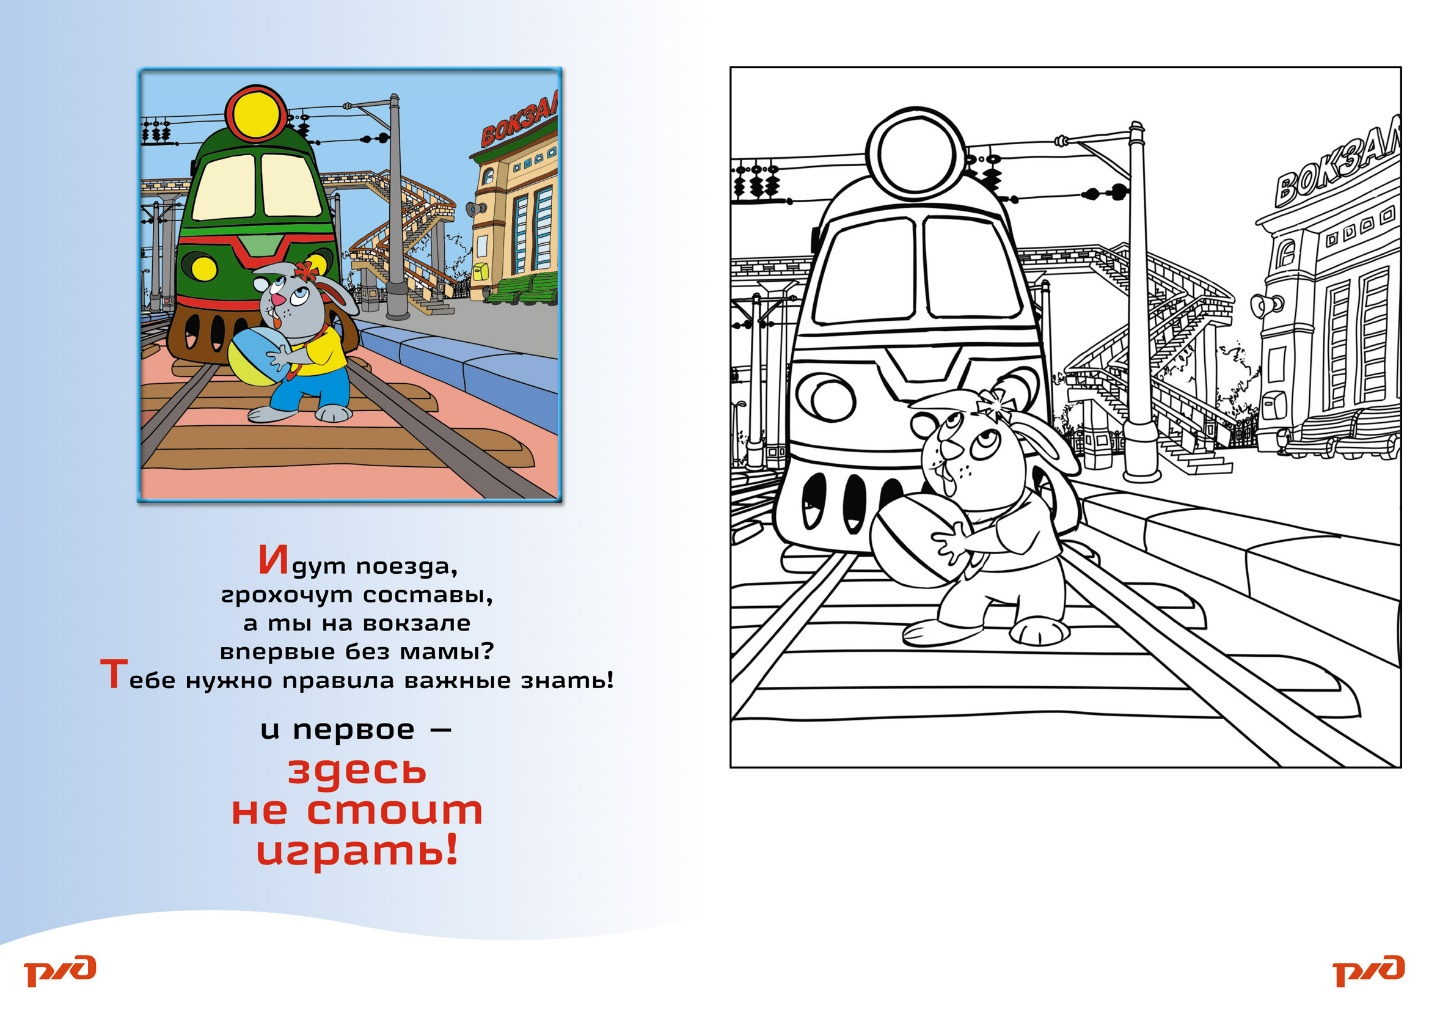 ВОКЗАЛ
Идут поезда,
грохочут составы,
а ты на вокзале
впервые без мамы?
Тебе нужно правила важные знать!
и первое –
здесь
не стоит
играть!
ржд
ВОКЗАЛ
ржд